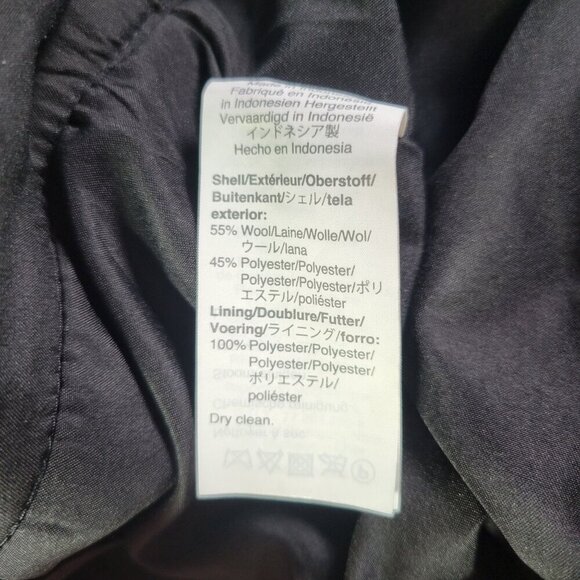 Fabriqué en Indonésie
in Indonesien Hergestellt
Vervaardigd in Indonesië
インドネシア製
Hecho en Indonesia
Shell/Extérieur/Oberstoff/
Buitenkant/シェル/tela
exterior:
55% Wool/Laine/Wolle/Wol/
ウール/lana
45% Polyester/Polyester/
Polyester/Polyester/ポリ
エステル/poliéster
Lining/Doublure/Futter/
Voering/ライニング/forro:
100% Polyester/Polyester/
Polyester/Polyester/
ポリエステル/
poliéster
Dry clean.